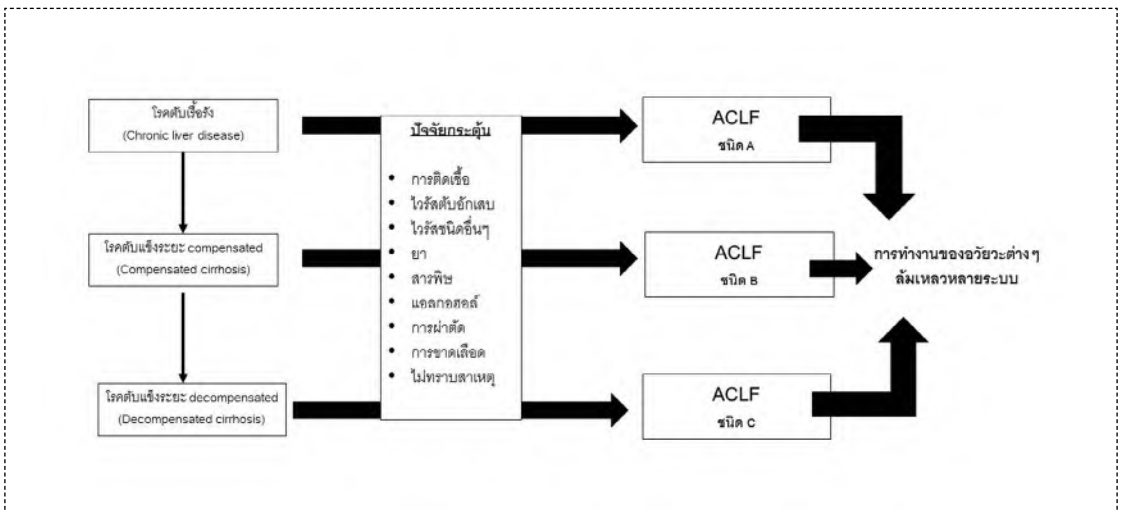 โรคตับเรื้อรัง
(Chronic liver disease)
โรคตับแข็งระยะ compensated
(Compensated cirrhosis)
โรคตับแข็งระยะ decompensated
(Decompensated cirrhosis)
ปัจจัยกระตุ้น
• การติดเชื้อ
• ไวรัสตับอักเสบ
• ไวรัสชนิดอื่นๆ
• ยา
• สารพิษ
• แอลกอฮอล์
• การผ่าตัด
• การขาดเลือด
• ไม่ทราบสาเหตุ
ACLF
ชนิด A
ACLF
ชนิด B
ACLF
ชนิด C
การทำงานของอวัยวะต่างๆ
ล้มเหลวหลายระบบ